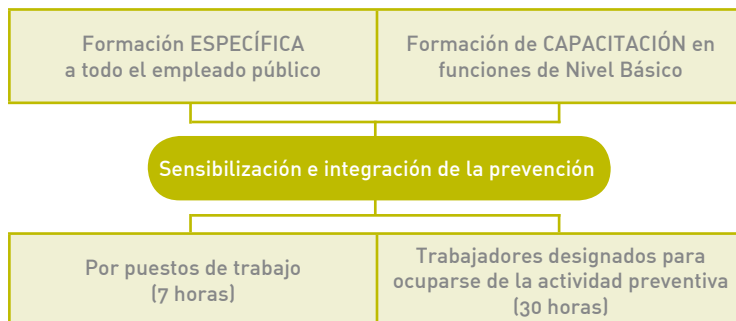 Formación ESPECÍFICA
a todo el empleado público
Formación de CAPACITACIÓN en
funciones de Nivel Básico
Sensibilización e integración de la prevención
Por puestos de trabajo
(7 horas)
Trabajadores designados para
ocuparse de la actividad preventiva
(30 horas)